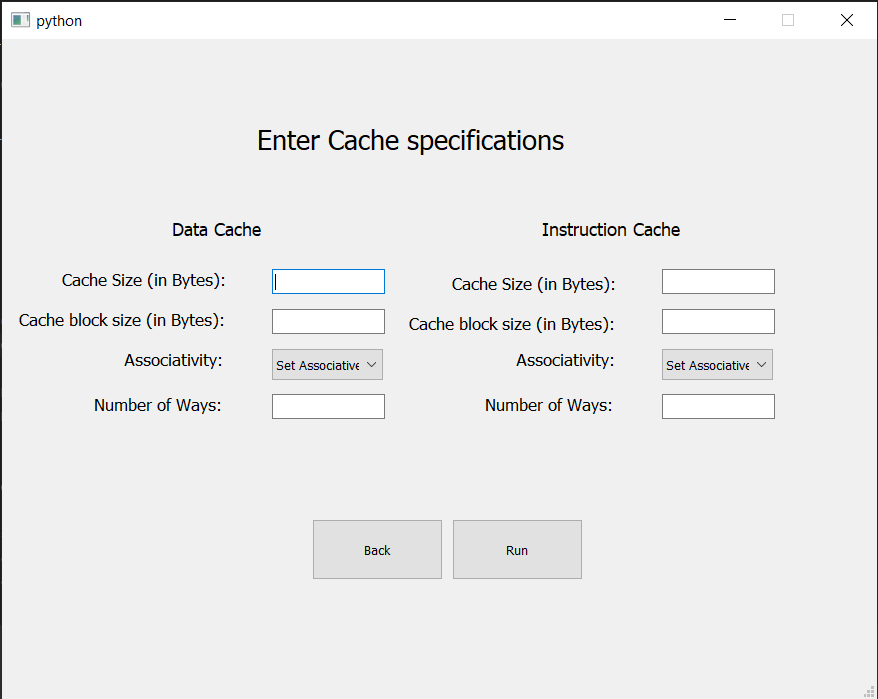 python
Enter Cache specifications
Data Cache
Instruction Cache
Cache Size (in Bytes):
Cache Size (in Bytes):
Cache block size (in Bytes):
Cache block size (in Bytes):
Associativity:
Set Associative
Associativity:
Set Associative
Number of Ways:
Number of Ways:
Back
Run